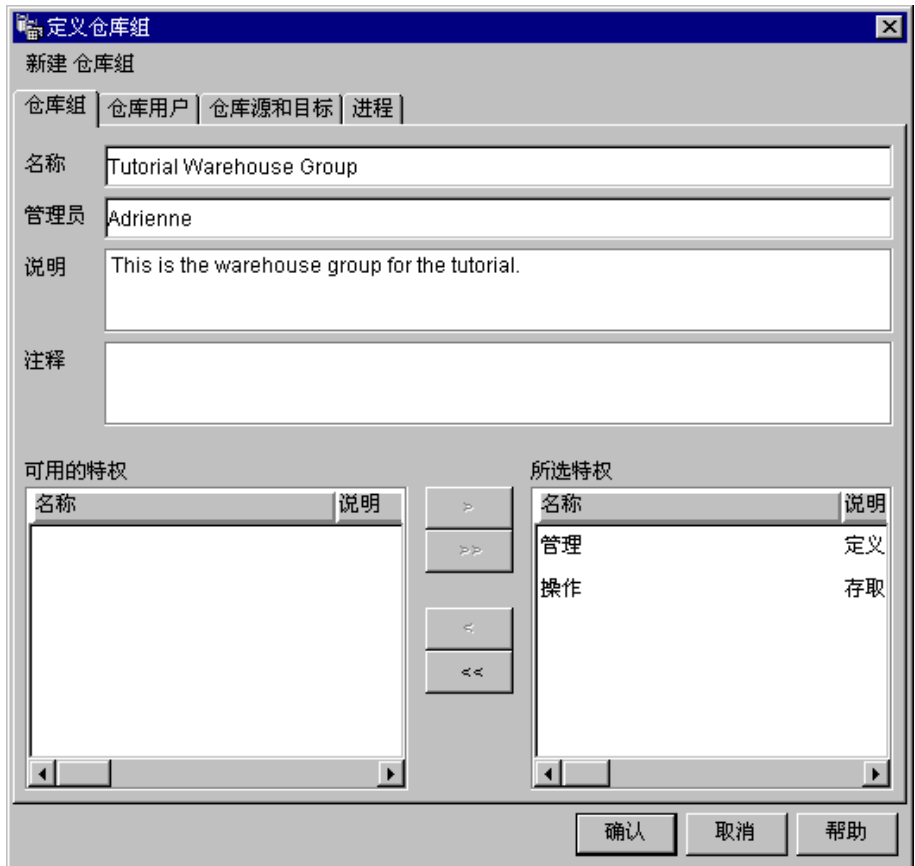 定义仓库组
新建 仓库组
仓库组 仓库用户 仓库源和目标 进程
名称 Tutorial Warehouse Group
管理员 Adrienne
说明 This is the warehouse group for the tutorial.
注释
可用的特权 所选特权
名称 说明 > 名称 说明
>> 管理 定义
操作 存取
<
<<
确认 取消 帮助